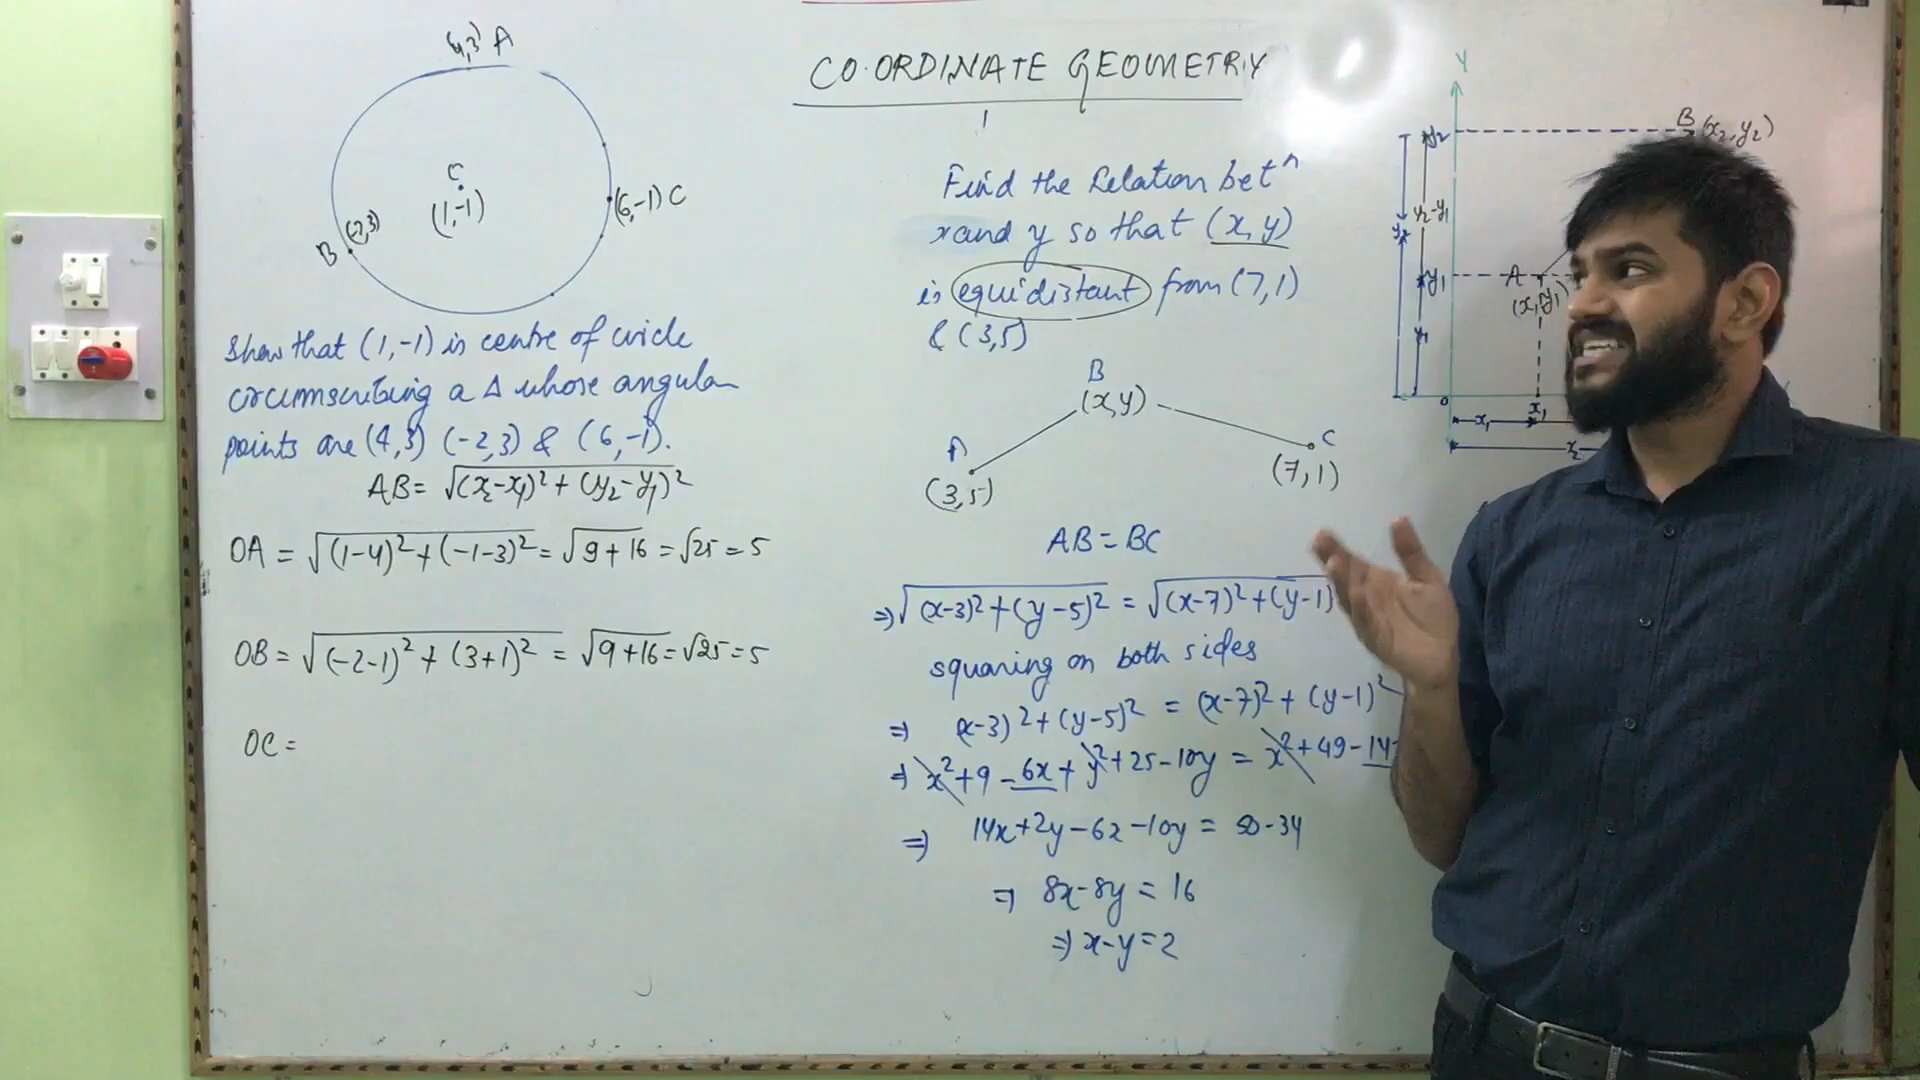 CO-ORDINATE GEOMETRY
(4,3) A
C
(1,-1)
(6,-1) C
(-2,3)
B
Show that (1,-1) is centre of circle
circumscribing a Δ whose angular
points are (4,3) (-2,3) & (6,-1).
AB = √(x₂-x₁)² + (y₂-y₁)²
OA = √(1-4)² + (-1-3)² = √9+16 = √25 = 5
OB = √(-2-1)² + (3+1)² = √9+16 = √25 = 5
OC =
Find the Relation betⁿ
x and y so that (x,y)
is equidistant from (7,1)
& (3,5)
B
(x,y)
A
(3,5)
C
(7,1)
AB = BC
⇒ √(x-3)² + (y-5)² = √(x-7)² + (y-1)
squaring on both sides
⇒ (x-3)² + (y-5)² = (x-7)² + (y-1)²
⇒ x² + 9 - 6x + y² + 25 - 10y = x² + 49 - 14
⇒ 14x + 2y - 6x - 10y = 50 - 34
⇒ 8x - 8y = 16
⇒ x - y = 2
Y
B (x₂, y₂)
y₂
y₂-y₁
y₂
y₁
A
(x₁, y₁)
y₁
o
x₁
x₁
x₂